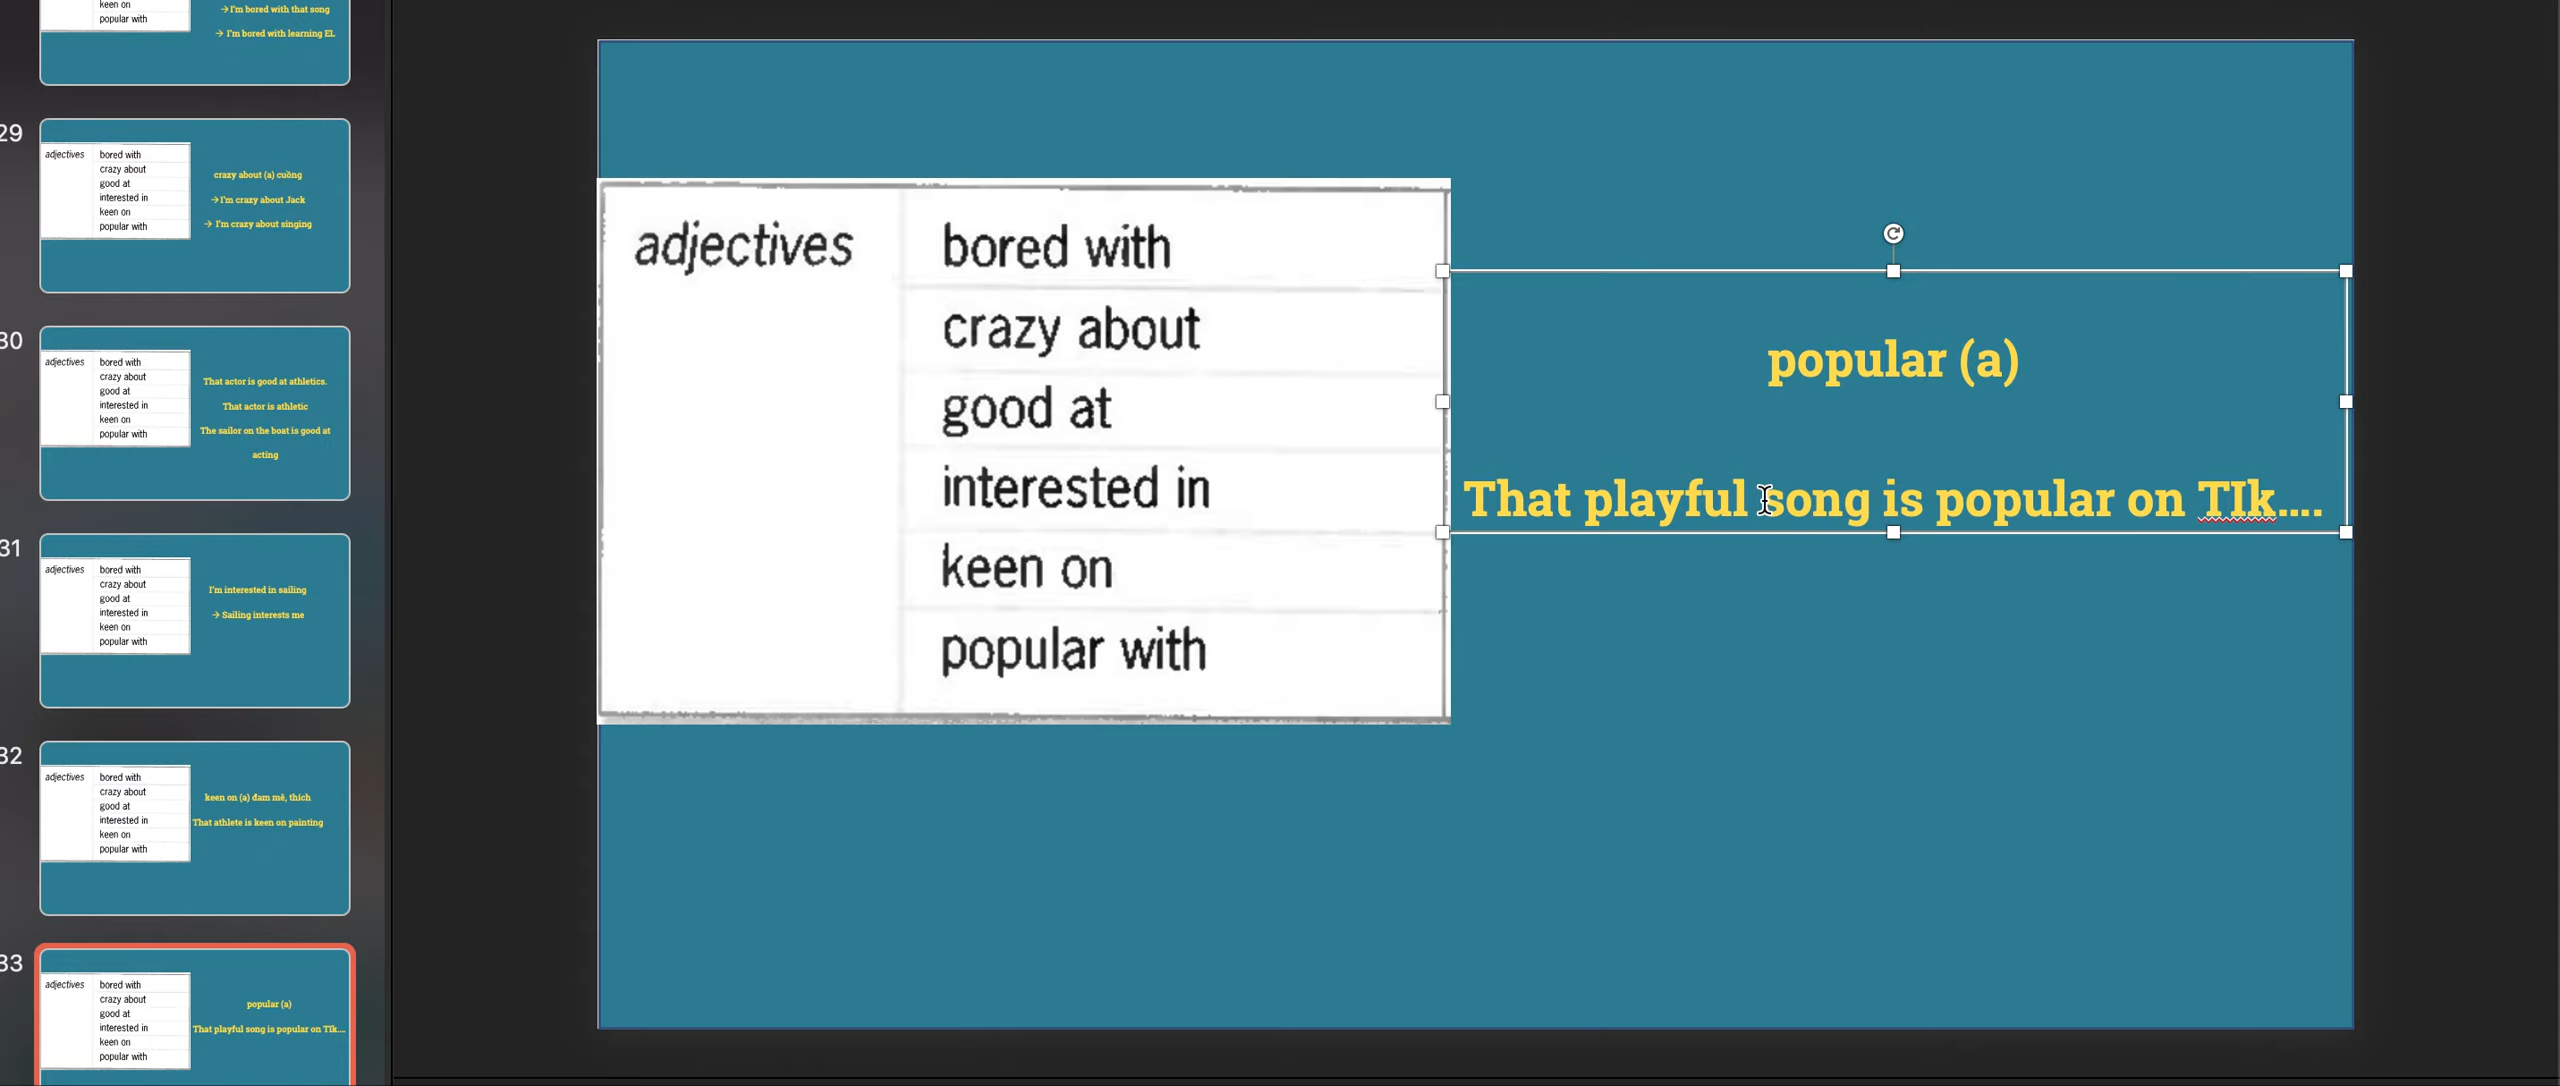 keen on
popular with
→I'm bored with that song
→ I'm bored with learning EL
29
adjectives
bored with
crazy about
good at
interested in
keen on
popular with
crazy about (a) cuồng
→I'm crazy about Jack
→ I'm crazy about singing
30
adjectives
bored with
crazy about
good at
interested in
keen on
popular with
That actor is good at athletics.
That actor is athletic
The sailor on the boat is good at
acting
31
adjectives
bored with
crazy about
good at
interested in
keen on
popular with
I'm interested in sailing
→ Sailing interests me
32
adjectives
bored with
crazy about
good at
interested in
keen on
popular with
keen on (a) đam mê, thích
That athlete is keen on painting
33
adjectives
bored with
crazy about
good at
interested in
keen on
popular with
popular (a)
That playful song is popular on TIk....
adjectives
bored with
crazy about
good at
interested in
keen on
popular with
popular (a)
That playful song is popular on TIk....